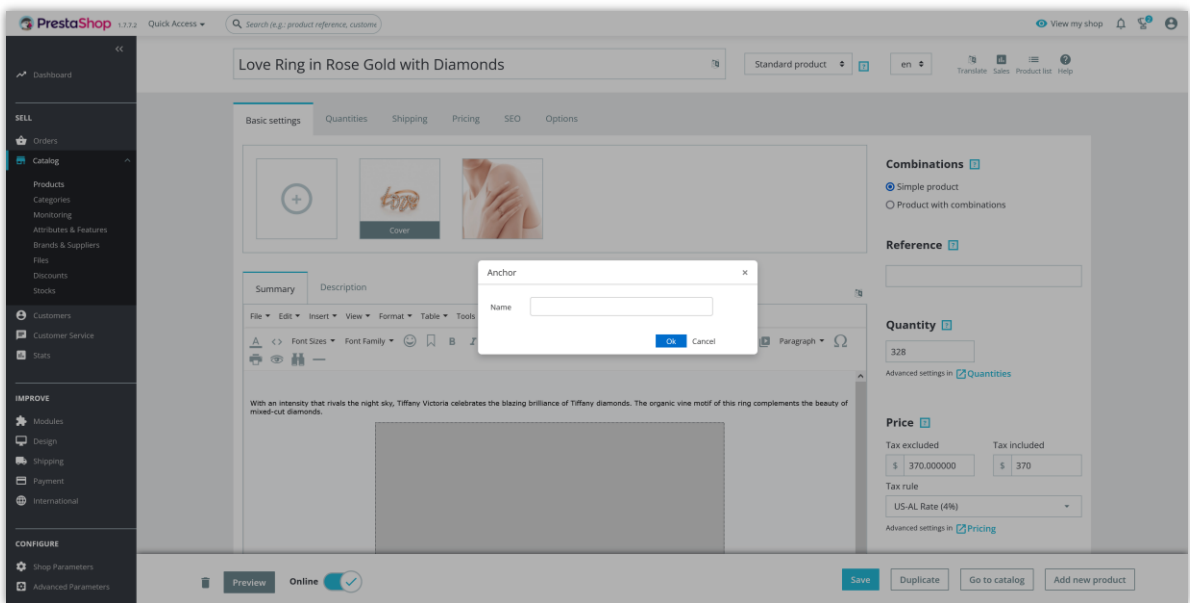 PrestaShop 1.7.7.2 Quick Access Search (e.g.: product reference, custome View my shop
Dashboard
SELL
Orders
Catalog
Products
Categories
Monitoring
Attributes & Features
Brands & Suppliers
Files
Discounts
Stocks
Customers
Customer Service
Stats
IMPROVE
Modules
Design
Shipping
Payment
International
CONFIGURE
Shop Parameters
Advanced Parameters
Love Ring in Rose Gold with Diamonds
Standard product ?
en
Translate Sales Product list Help
Basic settings Quantities Shipping Pricing SEO Options
Cover
Summary Description
File Edit Insert View Format Table Tools
A <> Font Sizes Font Family B I Paragraph Ω
With an intensity that rivals the night sky, Tiffany Victoria celebrates the blazing brilliance of Tiffany diamonds. The organic vine motif of this ring complements the beauty of
mixed-cut diamonds.
Anchor ×
Name
Ok Cancel
Combinations ?
Simple product
Product with combinations
Reference ?
Quantity ?
328
Advanced settings in Quantities
Price ?
Tax excluded Tax included
$ 370.000000 $ 370
Tax rule
US-AL Rate (4%)
Advanced settings in Pricing
Preview Online Save Duplicate Go to catalog Add new product